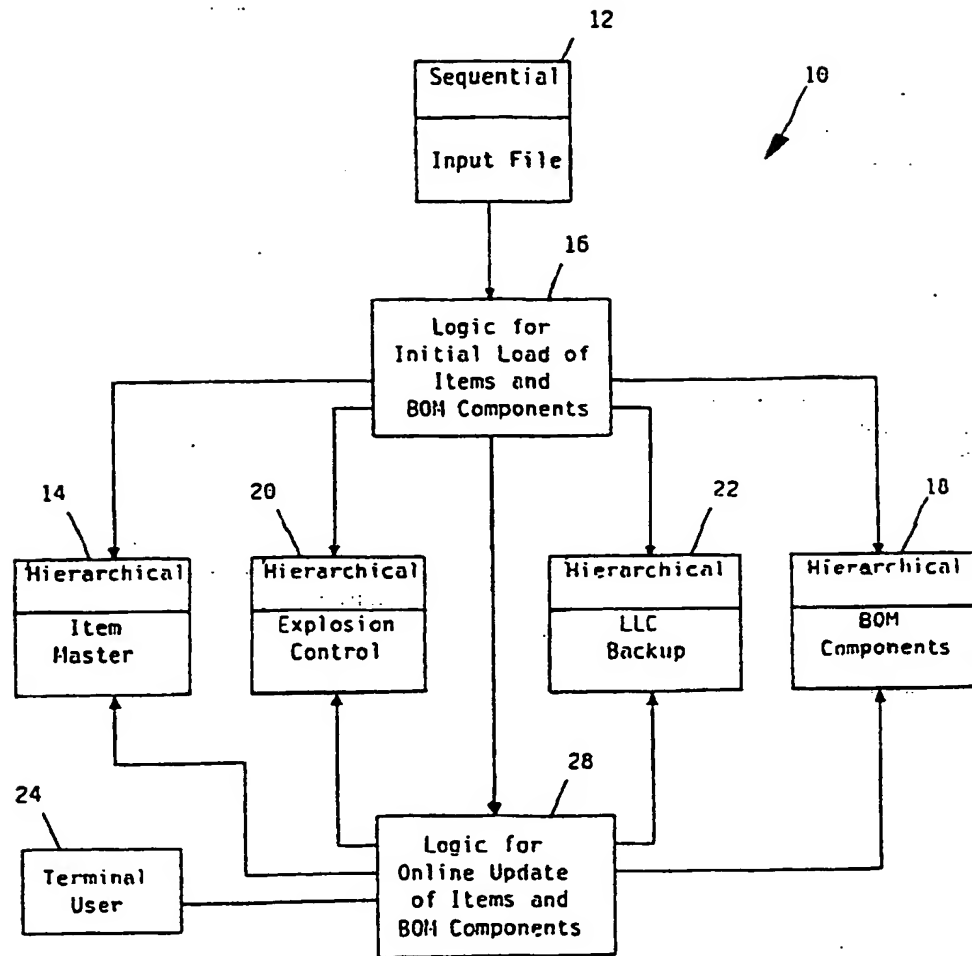 12
10
Sequential
Input File
16
Logic for
Initial Load of
Items and
BOM Components
14
20
22
18
Hierarchical
Item
Master
Hierarchical
Explosion
Control
Hierarchical
LLC
Backup
Hierarchical
BOM
Components
24
28
Terminal
User
Logic for
Online Update
of Items and
BOM Components